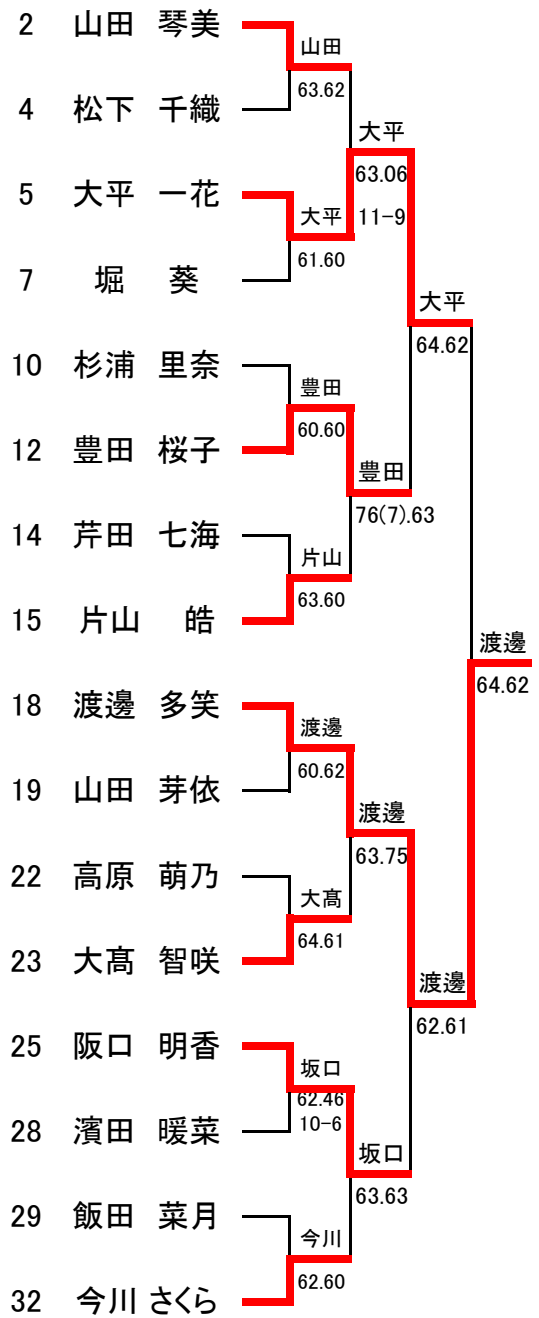 2 山田 琴美
山田
63.62
4 松下 千織
大平
63.06
11-9
5 大平 一花
大平
61.60
7 堀 葵
大平
64.62
10 杉浦 里奈
豊田
60.60
12 豊田 桜子
豊田
76(7).63
14 芹田 七海
片山
63.60
15 片山 皓
渡邊
64.62
18 渡邊 多笑
渡邊
60.62
19 山田 芽依
渡邊
63.75
22 高原 萌乃
大髙
64.61
23 大髙 智咲
渡邊
62.61
25 阪口 明香
坂口
62.46
10-6
28 濱田 暖菜
坂口
63.63
29 飯田 菜月
今川
62.60
32 今川 さくら